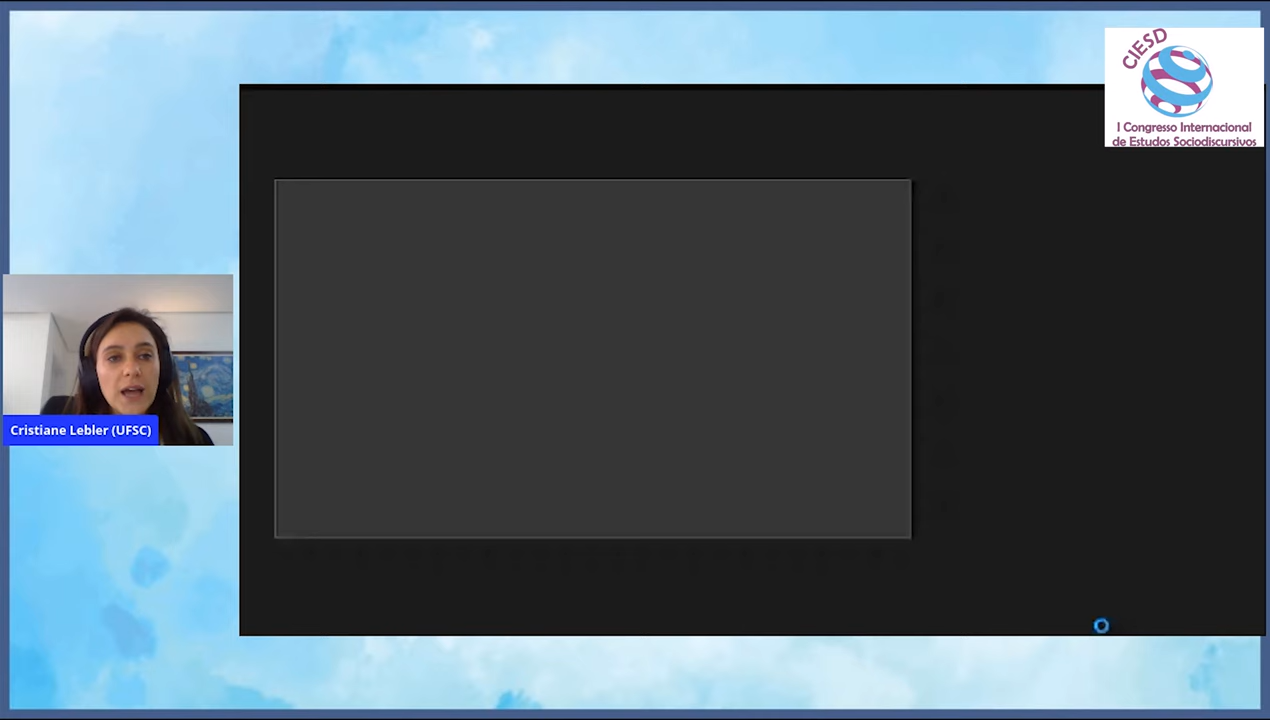 CIESD
I Congresso Internacional
de Estudos Sociodiscursivos
Cristiane Lebler (UFSC)